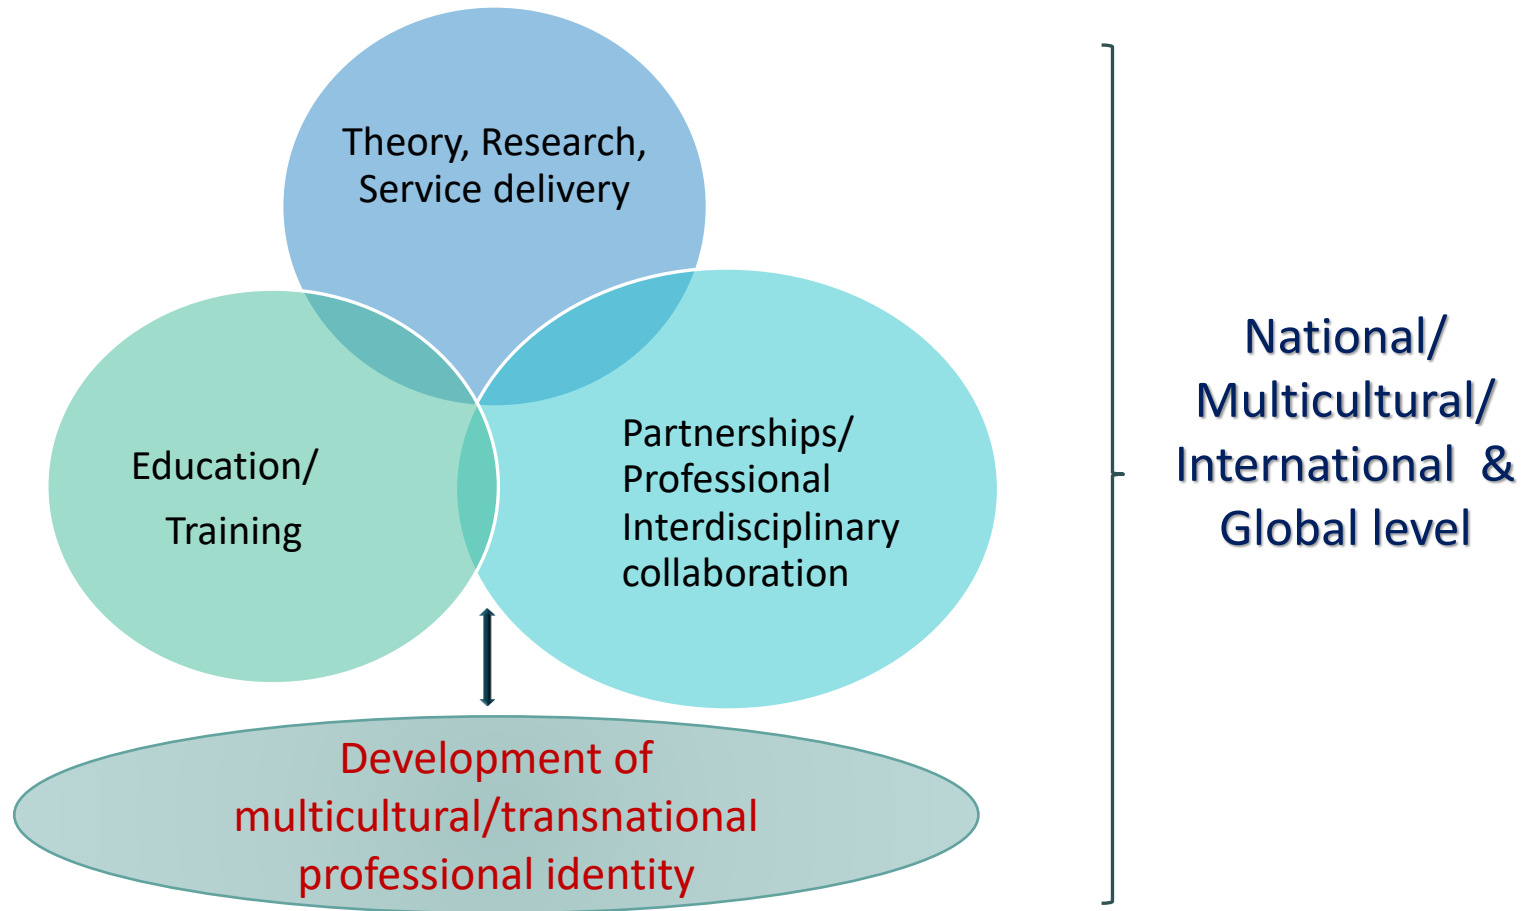 Theory, Research,
Service delivery
Education/
Training
Partnerships/
Professional
Interdisciplinary
collaboration
Development of
multicultural/transnational
professional identity
National/
Multicultural/
International & 
Global level